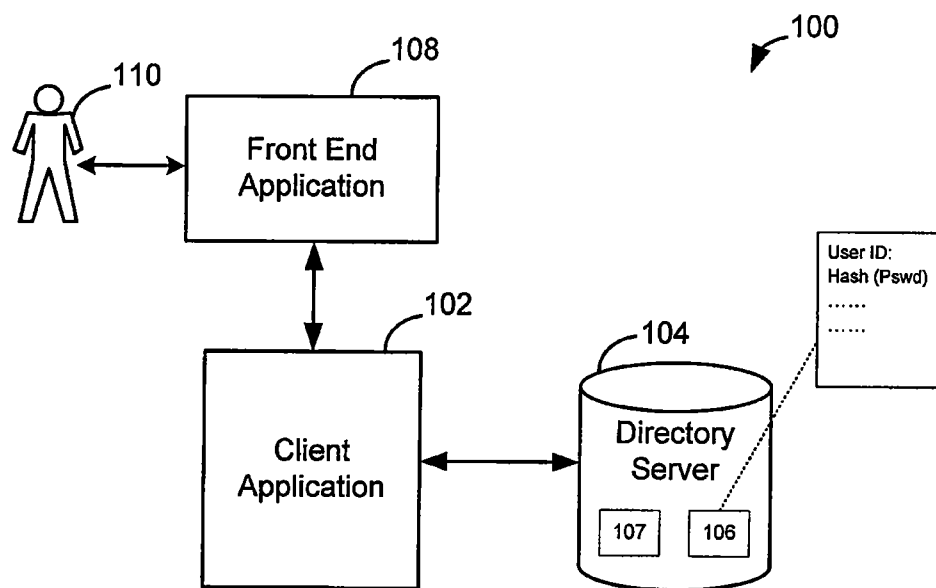 100
110
108
Front End
Application
User ID:
Hash (Pswd)
......
......
102
104
Client
Application
Directory
Server
107
106